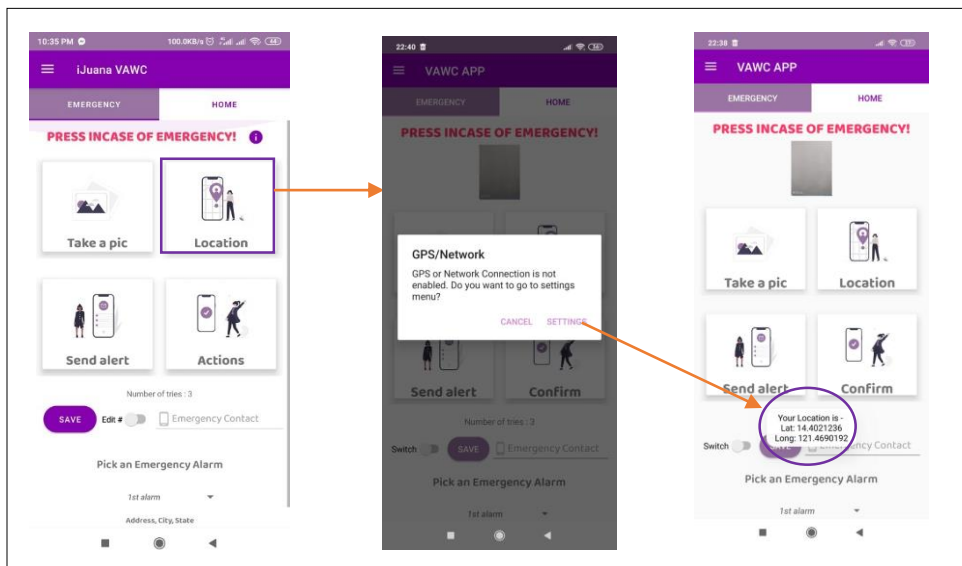 10:35 PM
100.0KB/s
44
iJuana VAWC
EMERGENCY
HOME
PRESS INCASE OF EMERGENCY!
Take a pic
Location
Send alert
Actions
Number of tries : 3
SAVE
Edit #
Emergency Contact
Pick an Emergency Alarm
1st alarm
Address, City, State
22:40
VAWC APP
EMERGENCY
HOME
PRESS INCASE OF EMERGENCY!
GPS/Network
GPS or Network Connection is not
enabled. Do you want to go to settings
menu?
CANCEL
SETTINGS
Send alert
Confirm
Number of tries : 3
Switch
SAVE
Emergency Contact
Pick an Emergency Alarm
1st alarm
22:38
VAWC APP
EMERGENCY
HOME
PRESS INCASE OF EMERGENCY!
Take a pic
Location
Send alert
Confirm
Your Location is -
Lat: 14.4021236
Long: 121.4690192
Switch
Contact
Pick an Emergency Alarm
1st alarm